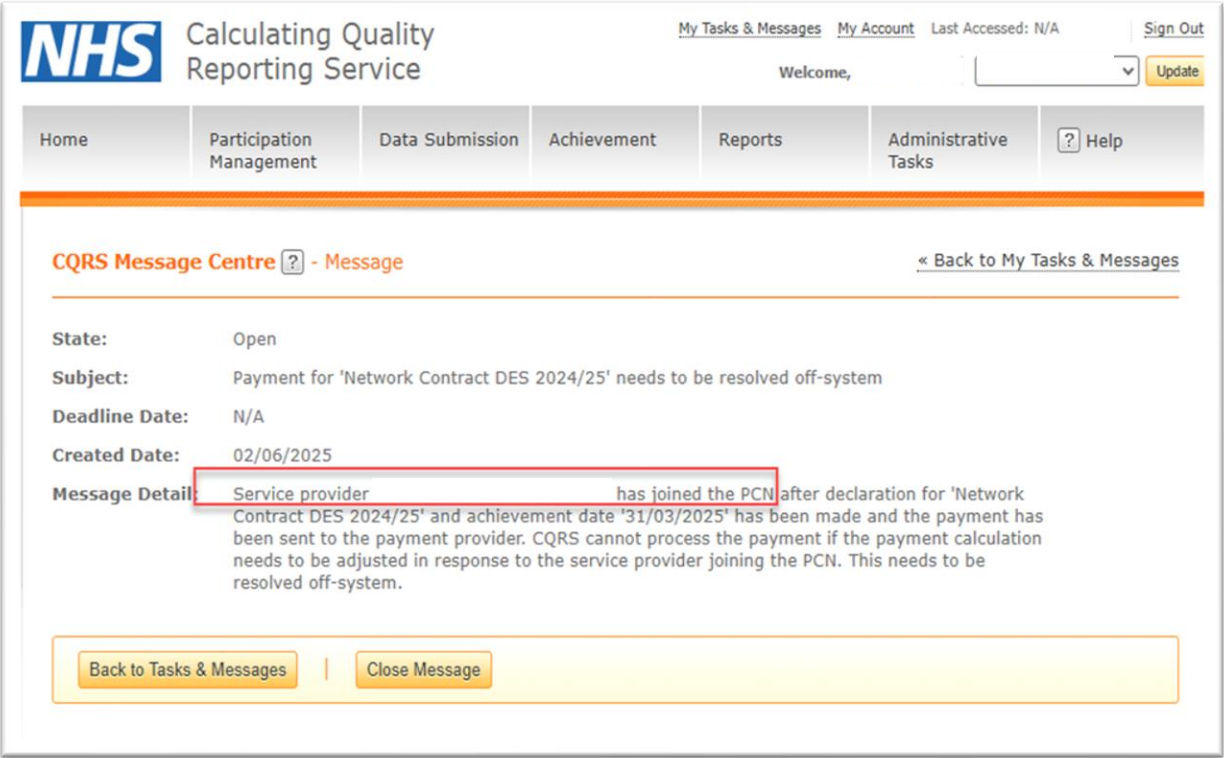 NHS Calculating Quality Reporting Service
My Tasks & Messages My Account Last Accessed: N/A Sign Out
Welcome, Update
Home Participation Management Data Submission Achievement Reports Administrative Tasks ? Help
CQRS Message Centre ? - Message « Back to My Tasks & Messages
State: Open
Subject: Payment for 'Network Contract DES 2024/25' needs to be resolved off-system
Deadline Date: N/A
Created Date: 02/06/2025
Message Detail: Service provider has joined the PCN after declaration for 'Network
Contract DES 2024/25' and achievement date '31/03/2025' has been made and the payment has
been sent to the payment provider. CQRS cannot process the payment if the payment calculation
needs to be adjusted in response to the service provider joining the PCN. This needs to be
resolved off-system.
Back to Tasks & Messages | Close Message